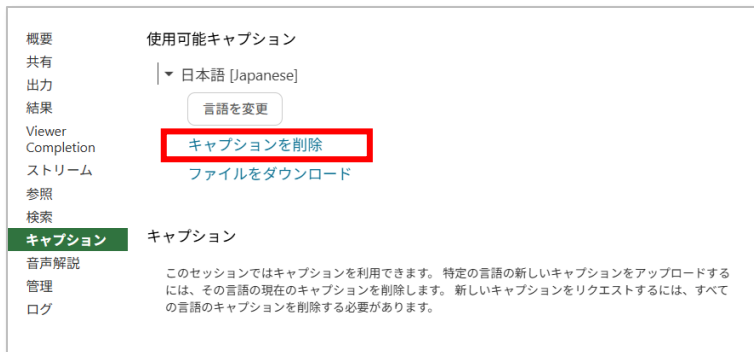 概要
共有
出力
結果
Viewer
Completion
ストリーム
参照
検索
キャプション
音声解説
管理
ログ
使用可能キャプション
日本語 [Japanese]
言語を変更
キャプションを削除
ファイルをダウンロード
キャプション
このセッションではキャプションを利用できます。 特定の言語の新しいキャプションをアップロードする
には、その言語の現在のキャプションを削除します。 新しいキャプションをリクエストするには、すべて
の言語のキャプションを削除する必要があります。